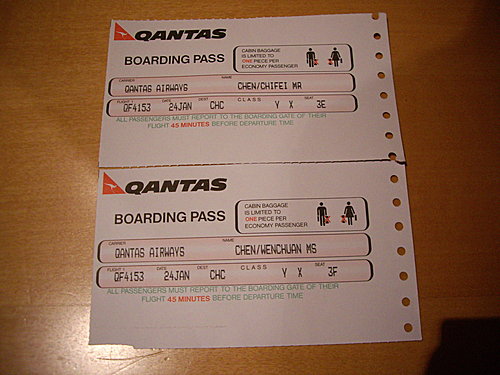 QANTAS
BOARDING PASS
CABIN BAGGAGE
IS LIMITED TO
ONE PIECE PER
ECONOMY PASSENGER
CARRIER NAME
QANTAS AIRWAYS CHEN/CHIFEI MR
FLIGHT DATE DEST CLASS SEAT
QF4153 24JAN CHC Y X 3E
ALL PASSENGERS MUST REPORT TO THE BOARDING GATE OF THEIR
FLIGHT 45 MINUTES BEFORE DEPARTURE TIME
QANTAS
BOARDING PASS
CABIN BAGGAGE
IS LIMITED TO
ONE PIECE PER
ECONOMY PASSENGER
CARRIER NAME
QANTAS AIRWAYS CHEN/WENCHUAN MS
FLIGHT DATE DEST CLASS SEAT
QF4153 24JAN CHC Y X 3F
ALL PASSENGERS MUST REPORT TO THE BOARDING GATE OF THEIR
FLIGHT 45 MINUTES BEFORE DEPARTURE TIME